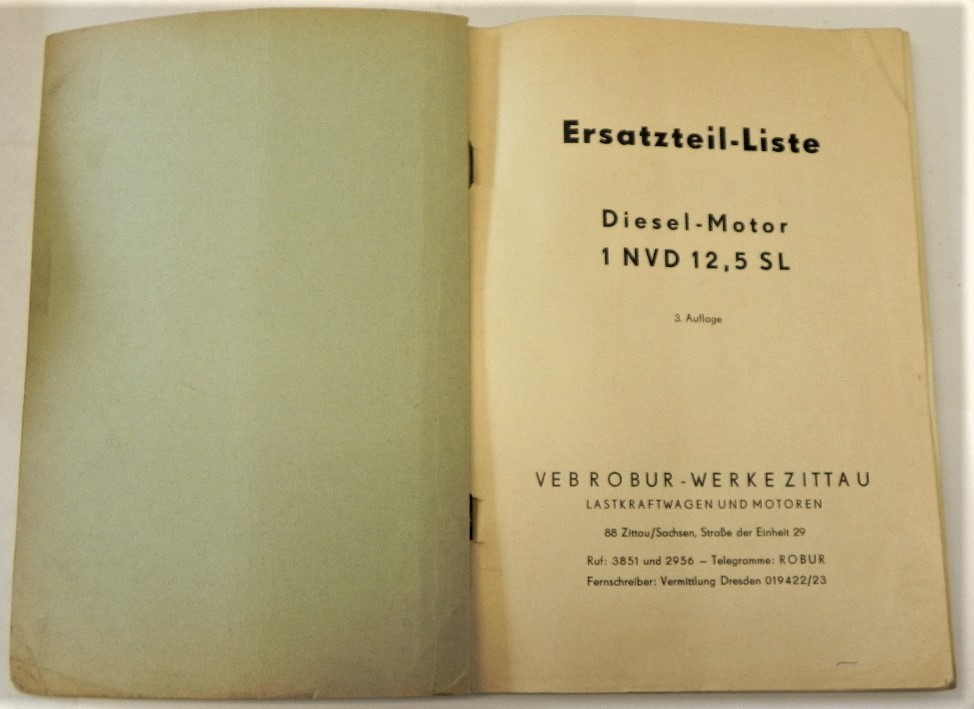 Ersatzteil-Liste
Diesel-Motor
1 NVD 12,5 SL
3. Auflage
VEB ROBUR-WERKE ZITTAU
LASTKRAFTWAGEN UND MOTOREN
88 Zittau/Sachsen, Straße der Einheit 29
Ruf: 3851 und 2956 – Telegramme: ROBUR
Fernschreiber: Vermittlung Dresden 019422/23